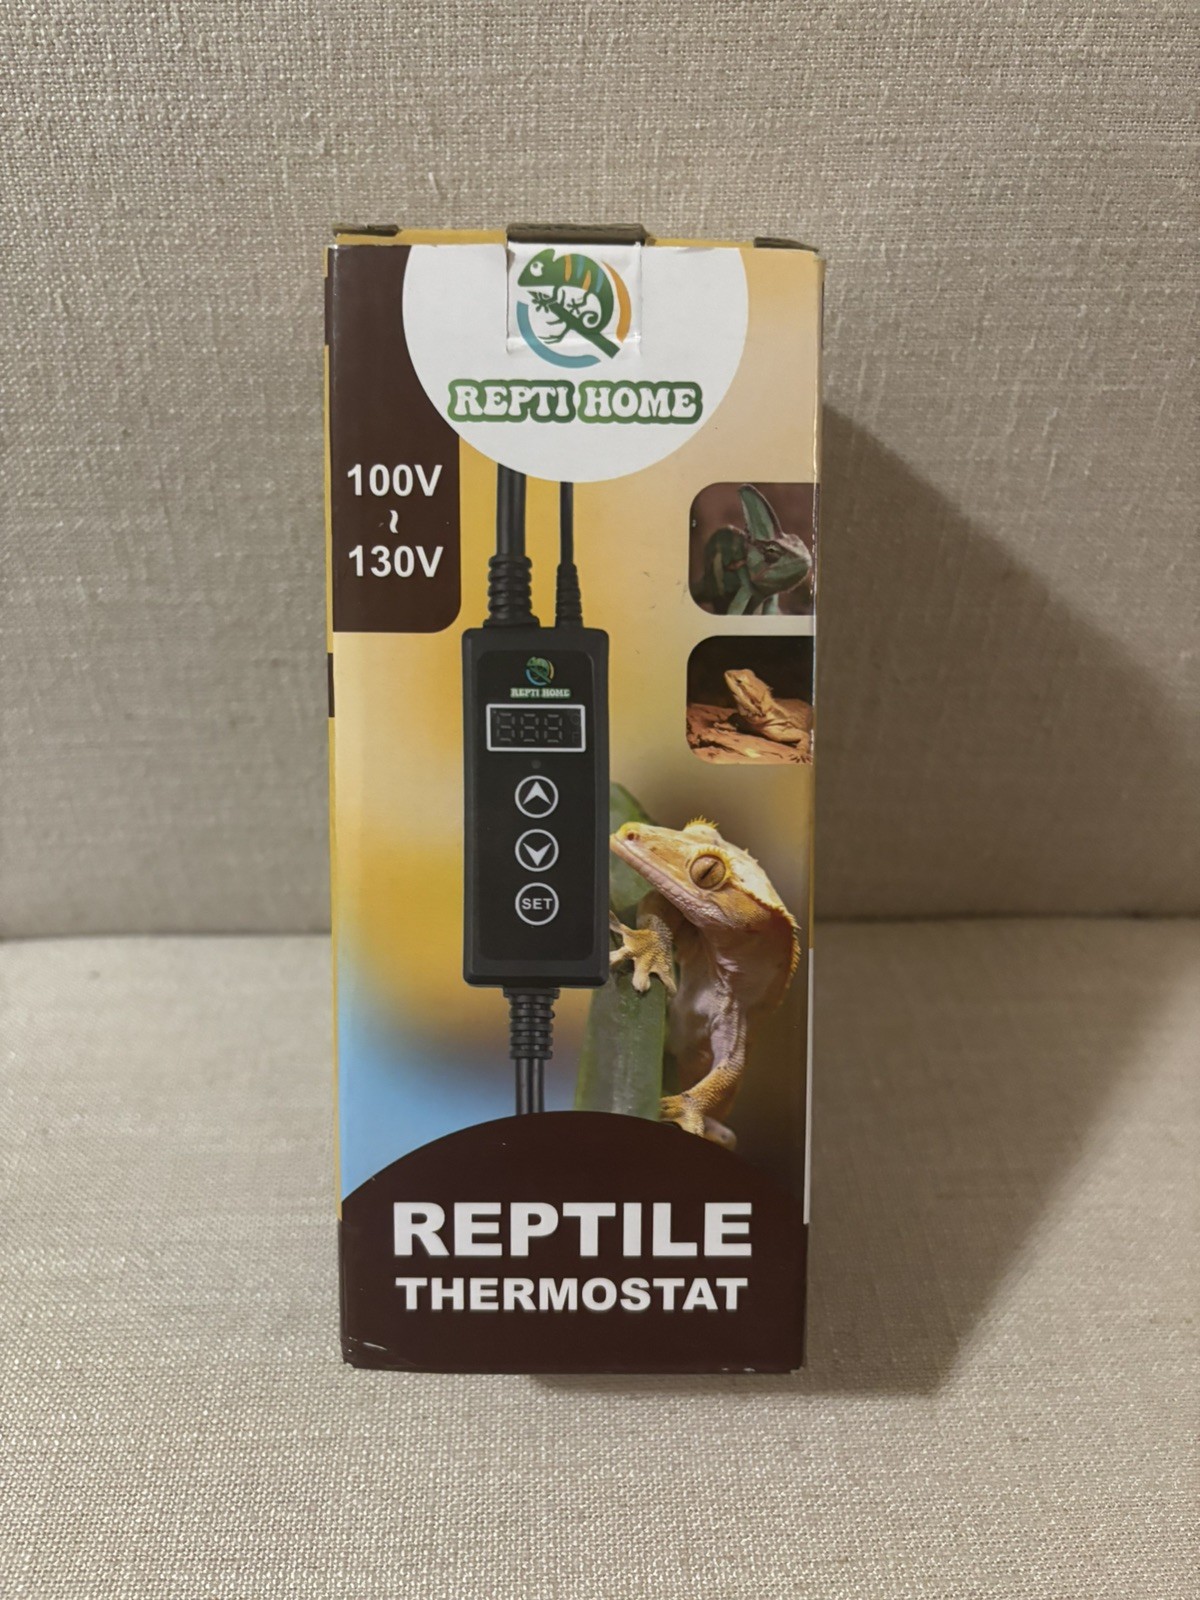 REPTI HOME
100V
~
130V
REPTI HOME
SET
REPTILE
THERMOSTAT